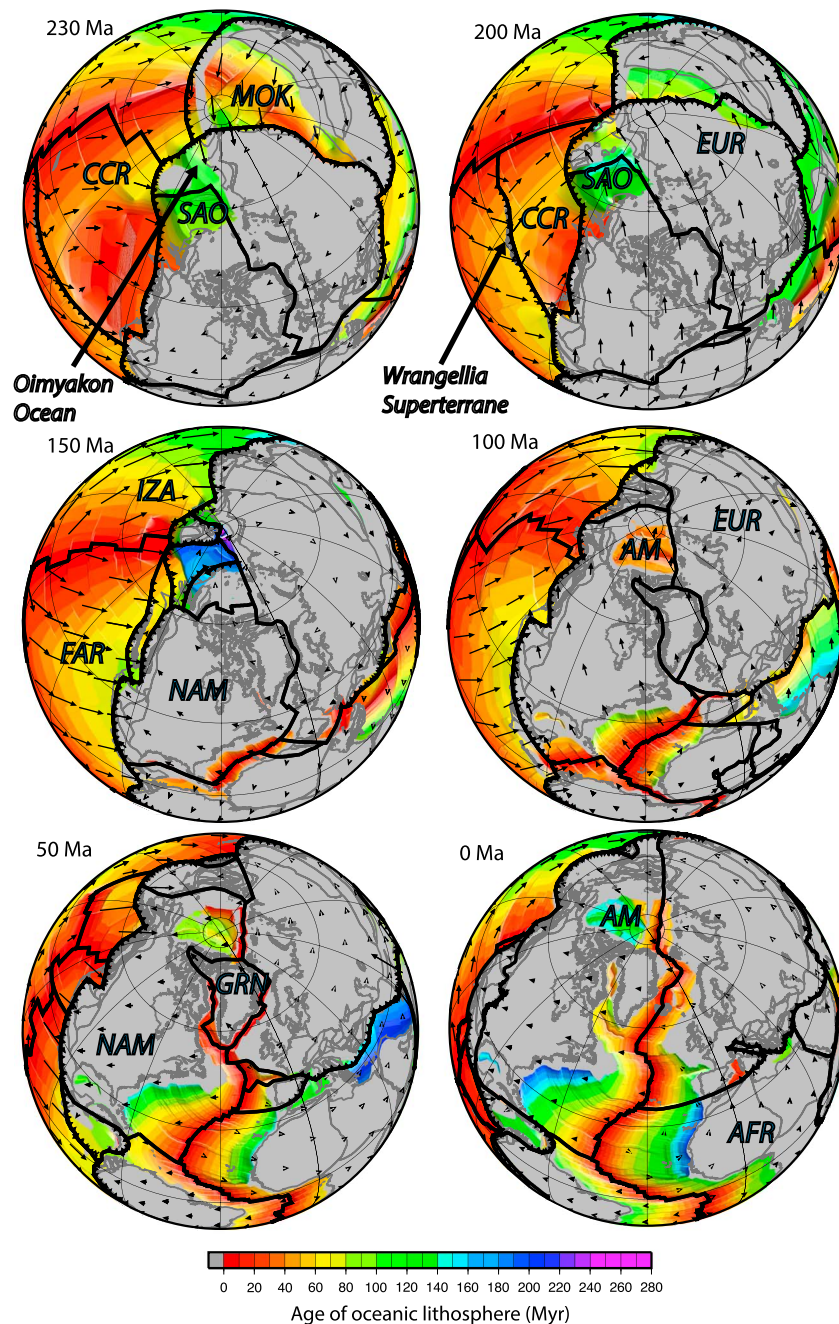 230 Ma
200 Ma
MOK
CCR
SAO
EUR
SAO
CCR
Oimyakon
Ocean
Wrangellia
Superterrane
150 Ma
100 Ma
IZA
EUR
AM
FAR
NAM
50 Ma
0 Ma
AM
GRN
NAM
AFR
0 20 40 60 80 100 120 140 160 180 200 220 240 260 280
Age of oceanic lithosphere (Myr)